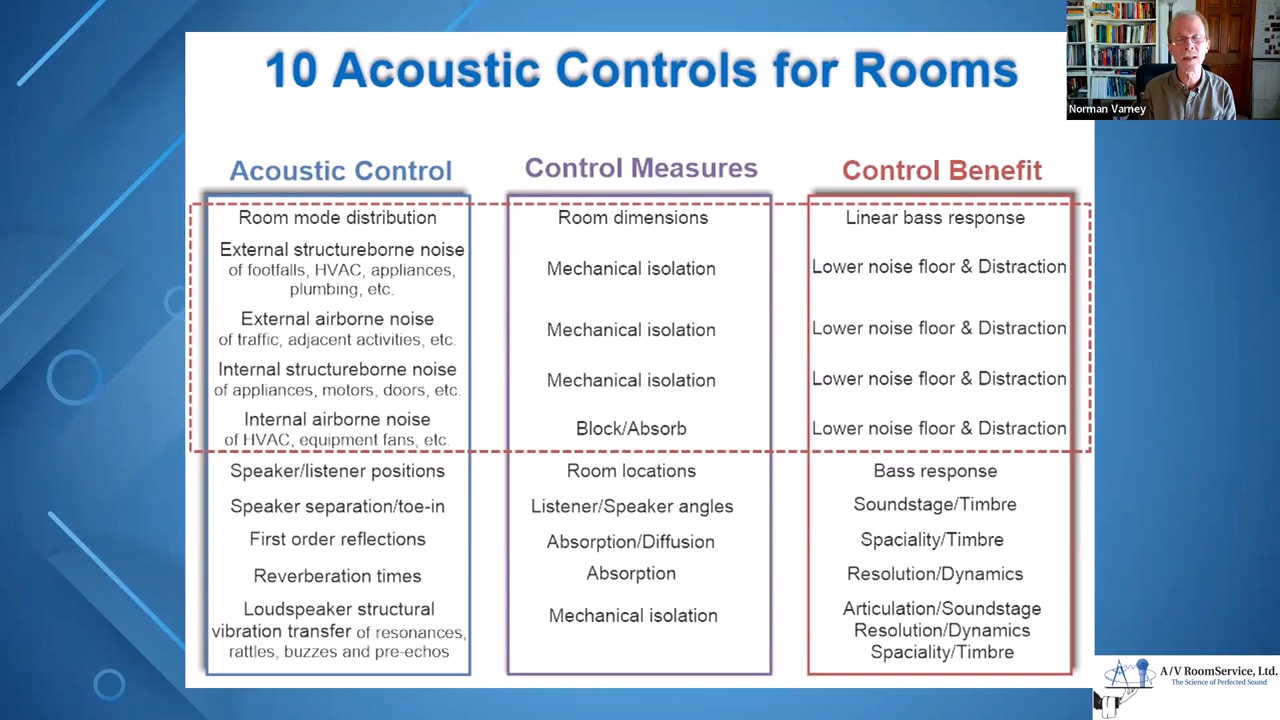 10 Acoustic Controls for Rooms
Norman Varney
Acoustic Control
Control Measures
Control Benefit
Room mode distribution
Room dimensions
Linear bass response
External structureborne noise
of footfalls, HVAC, appliances,
plumbing, etc.
Mechanical isolation
Lower noise floor & Distraction
External airborne noise
of traffic, adjacent activities, etc.
Mechanical isolation
Lower noise floor & Distraction
Internal structureborne noise
of appliances, motors, doors, etc.
Mechanical isolation
Lower noise floor & Distraction
Internal airborne noise
of HVAC, equipment fans, etc.
Block/Absorb
Lower noise floor & Distraction
Speaker/listener positions
Room locations
Bass response
Speaker separation/toe-in
Listener/Speaker angles
Soundstage/Timbre
First order reflections
Absorption/Diffusion
Spaciality/Timbre
Reverberation times
Absorption
Resolution/Dynamics
Loudspeaker structural
vibration transfer of resonances,
rattles, buzzes and pre-echos
Mechanical isolation
Articulation/Soundstage
Resolution/Dynamics
Spaciality/Timbre
A/V RoomService, Ltd.
The Science of Perfected Sound